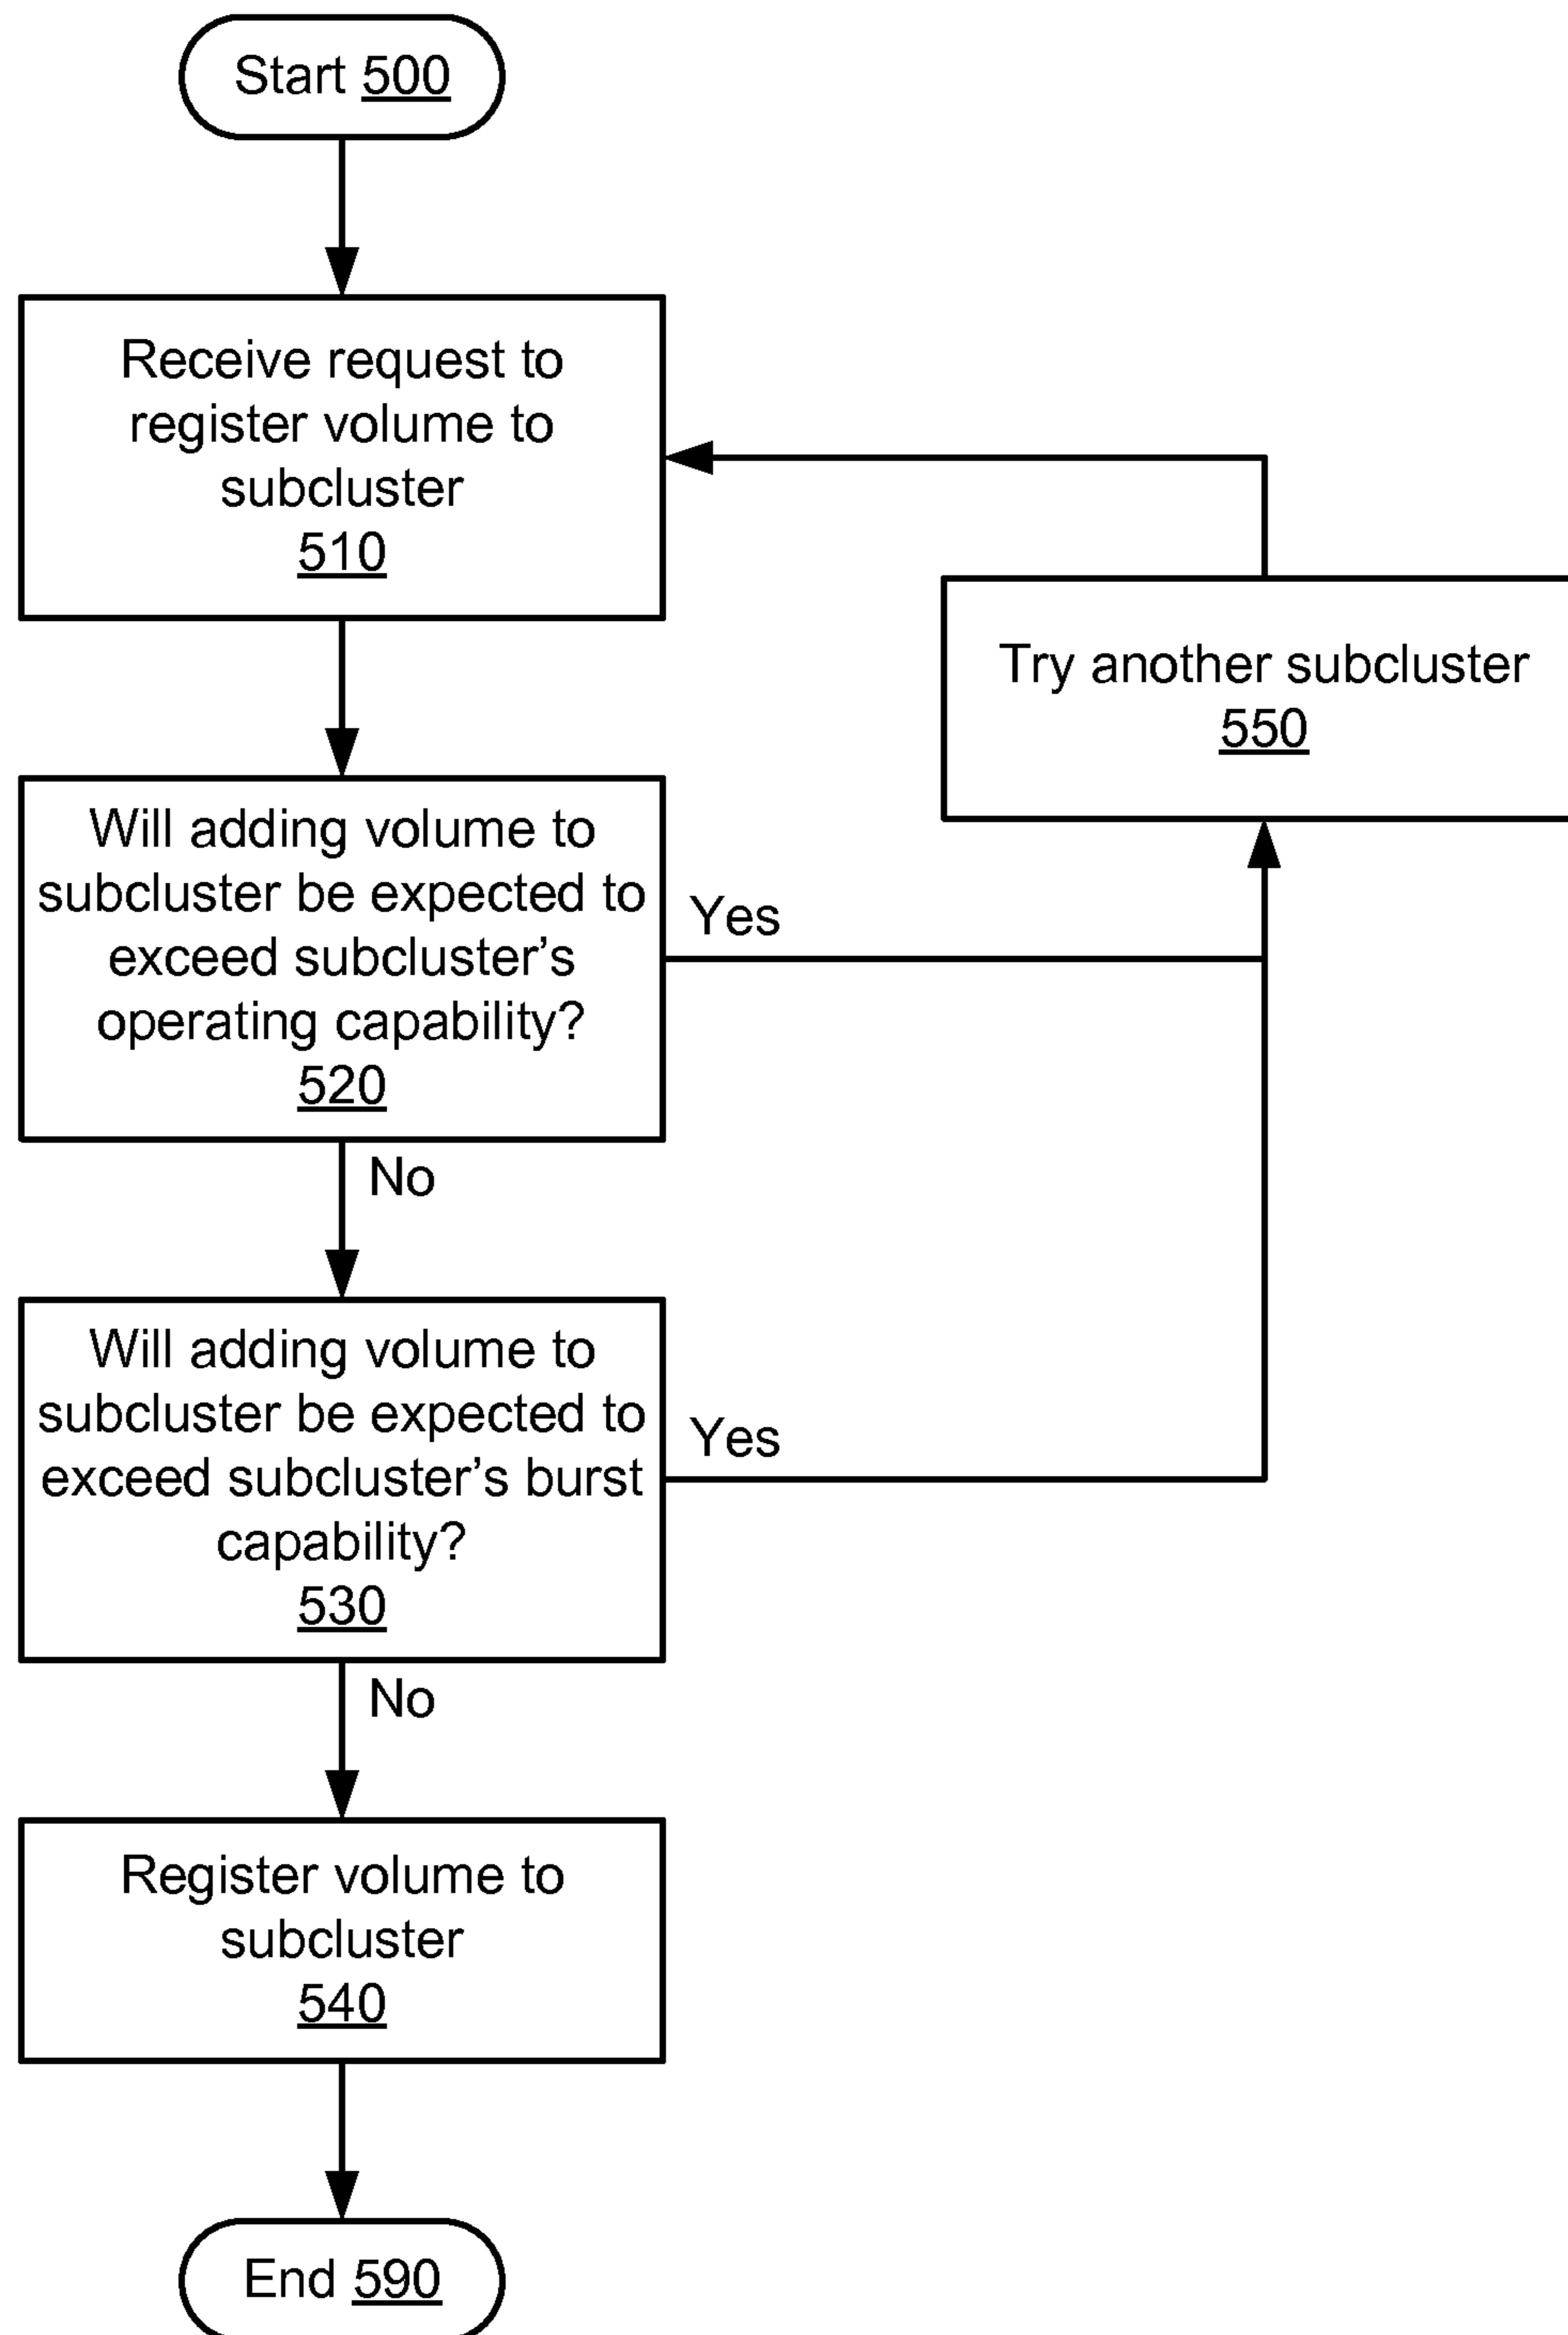 Start 500
Receive request to
register volume to
subcluster
510
Try another subcluster
550
Will adding volume to
subcluster be expected to
exceed subcluster's
operating capability?
520
Yes
No
Will adding volume to
subcluster be expected to
exceed subcluster's burst
capability?
530
Yes
No
Register volume to
subcluster
540
End 590